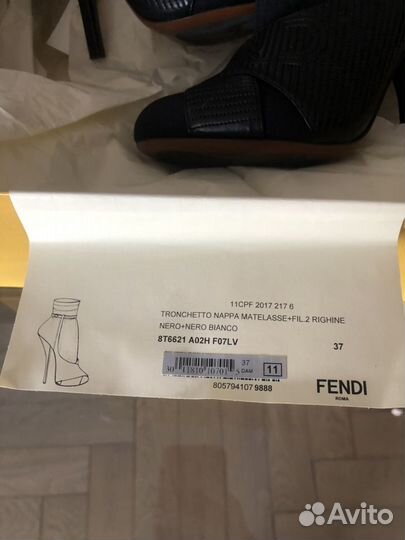 11CPF 2017 217 6
TRONCHETTO NAPPA MATELASSE+FIL.2 RIGHINE
NERO+NERO BIANCO
8T6621 A02H F07LV 37
37
DAM 11
805794107 9888
FENDI
ROMA
Avito